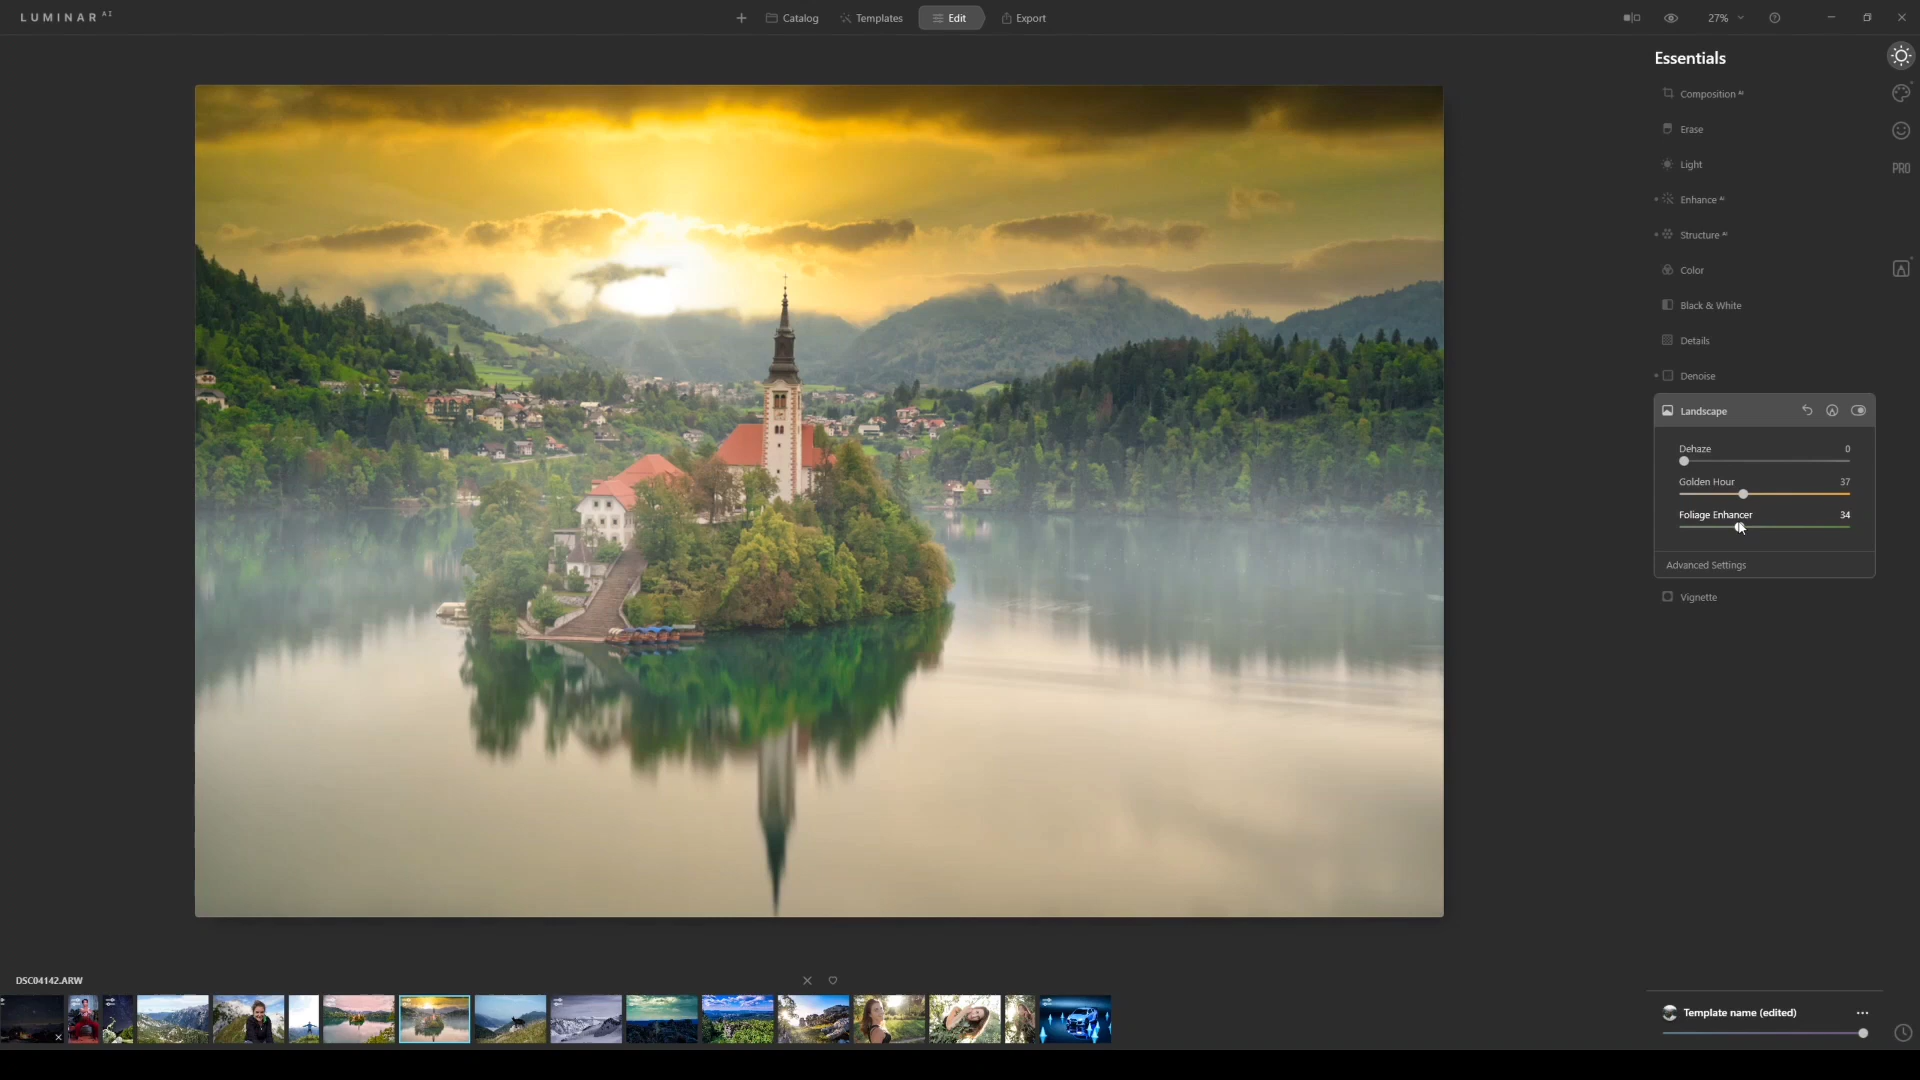 LUMINAR AI
Catalog
Templates
Edit
Export
27%
Essentials
Composition AI
Erase
Light
PRO
Enhance AI
Structure AI
Color
Black & White
Details
Denoise
Landscape
Dehaze 0
Golden Hour 37
Foliage Enhancer 34
Advanced Settings
Vignette
DSC04142.ARW
Template name (edited)